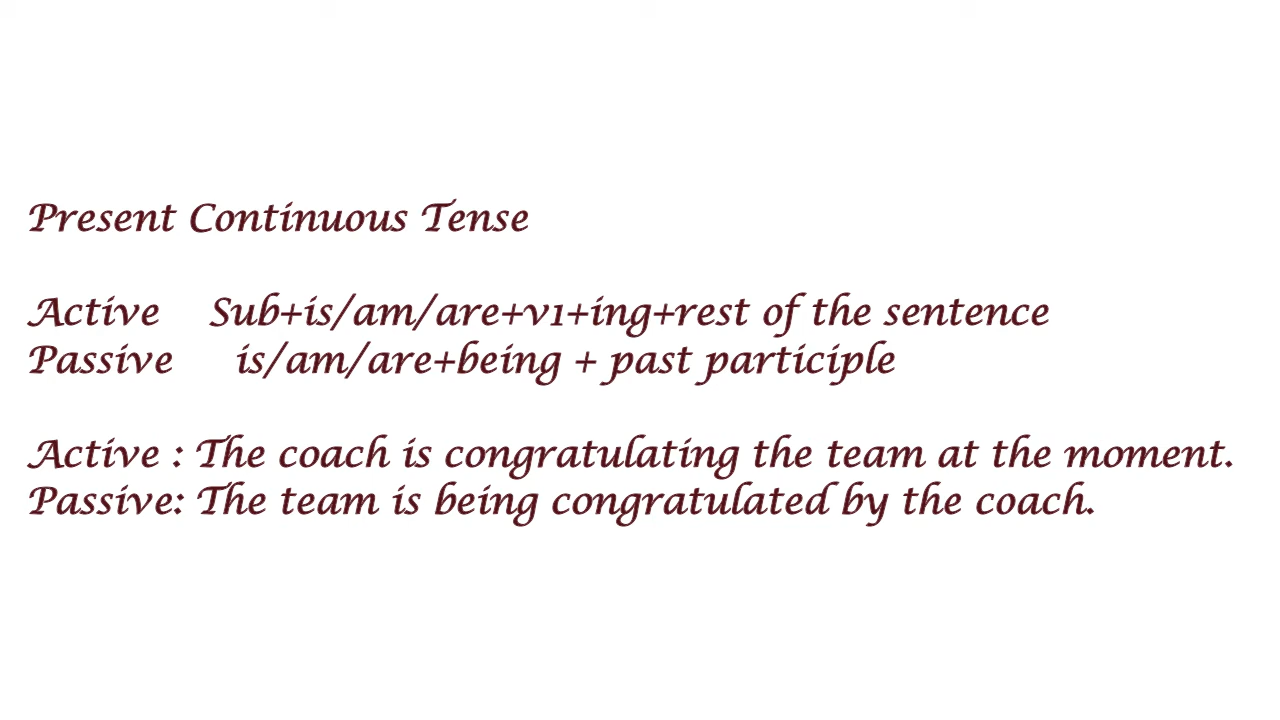 Present Continuous Tense
Active Sub+is/am/are+v1+ing+rest of the sentence
Passive is/am/are+being + past participle
Active : The coach is congratulating the team at the moment.
Passive: The team is being congratulated by the coach.